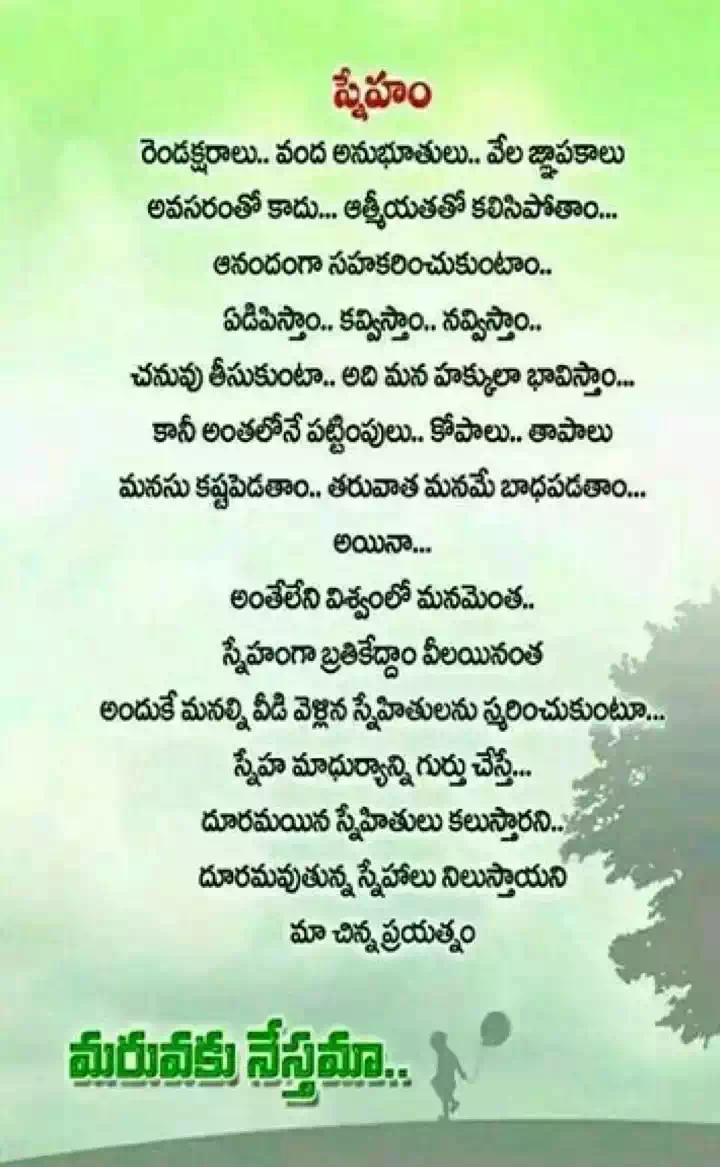 స్నేహం
రెండక్షరాలు.. వంద అనుభూతులు.. వేల జ్ఞాపకాలు
అవసరంతో కాదు... ఆత్మీయతతో కలిసిపోతాం...
ఆనందంగా సహకరించుకుంటాం..
ఏడిపిస్తాం.. కవ్విస్తాం.. నవ్విస్తాం..
చనువు తీసుకుంటా.. అది మన హక్కులా భావిస్తాం...
కానీ అంతలోనే పట్టింపులు.. కోపాలు.. తాపాలు
మనసు కష్టపెడతాం.. తరువాత మనమే బాధపడతాం...
అయినా...
అంతేలేని విశ్వంలో మనమెంత..
స్నేహంగా బ్రతికేద్దాం వీలయినంత
అందుకే మనల్ని వీడి వెళ్లిన స్నేహితులను స్మరించుకుంటూ...
స్నేహ మాధుర్యాన్ని గుర్తు చేస్తే...
దూరమయిన స్నేహితులు కలుస్తారని..
దూరమవుతున్న స్నేహాలు నిలుస్తాయని
మా చిన్న ప్రయత్నం
మరువకు నేస్తమా..